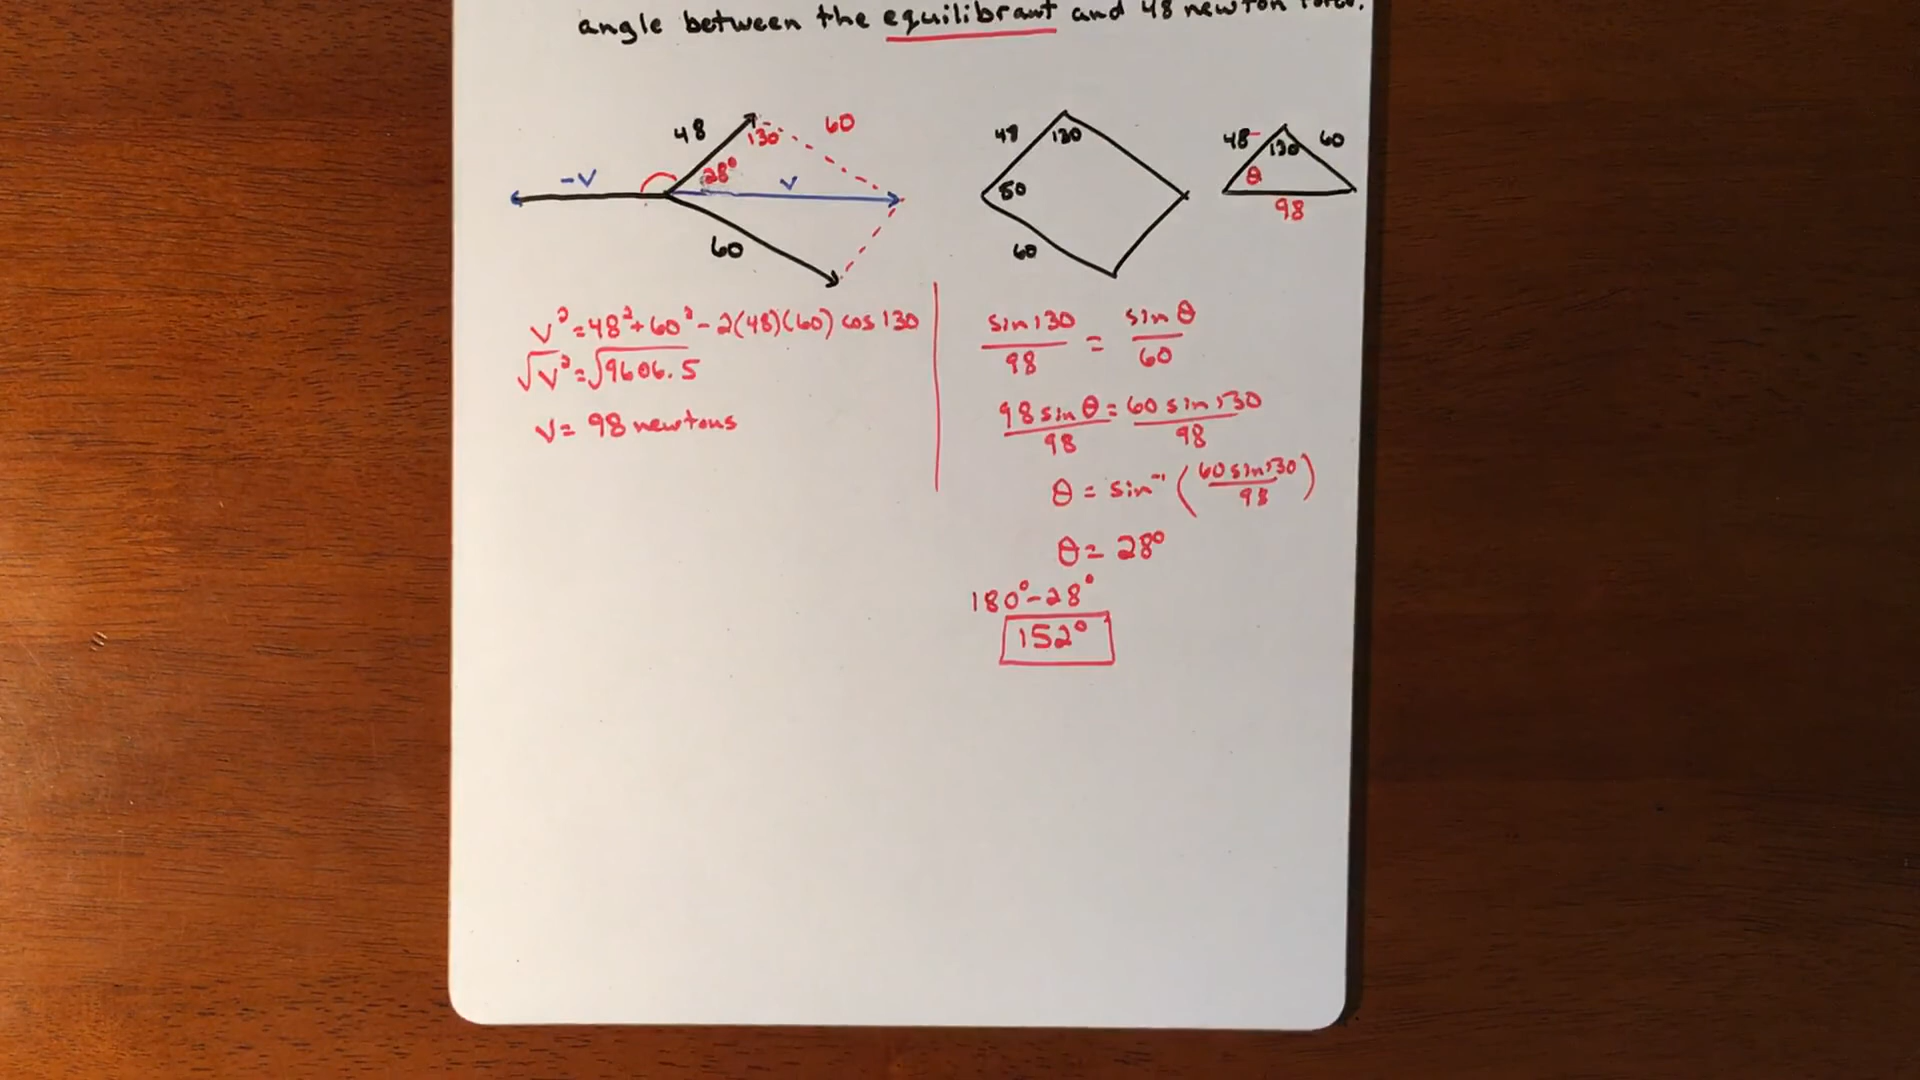 angle between the equilibrant and 48 newton
48
130
60
28°
-V
V
60
48
130
50
60
48
130
60
θ
98
V² = 48² + 60² - 2(48)(60) cos 130
√V² = √9606.5
V = 98 newtons
sin 130 / 98 = sin θ / 60
98 sin θ / 98 = 60 sin 130 / 98
θ = sin⁻¹ (60 sin 130 / 98)
θ = 28°
180° - 28°
152°